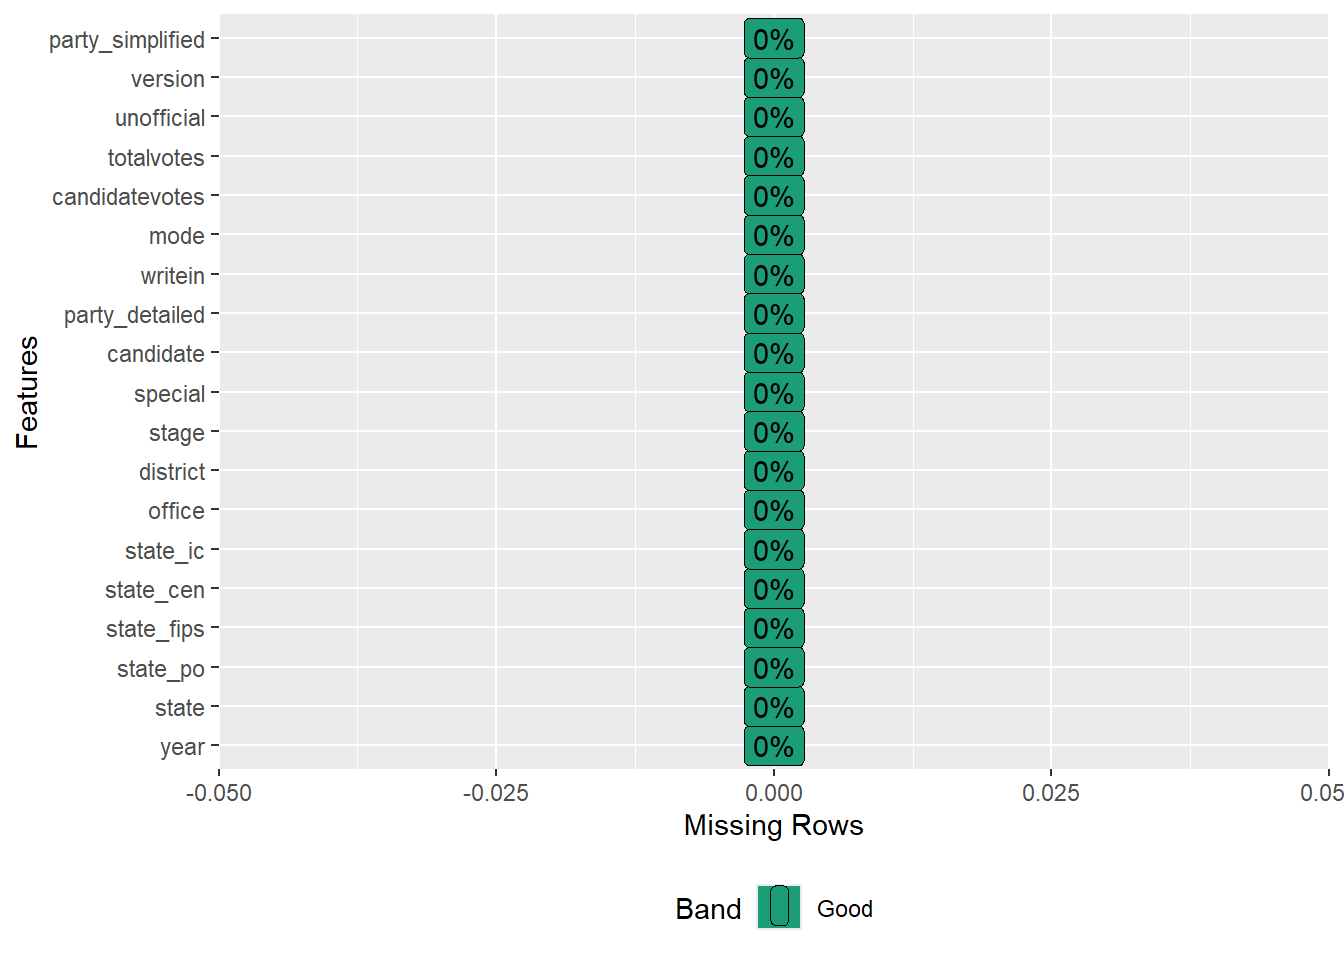 party_simplified 0%
version 0%
unofficial 0%
totalvotes 0%
candidatevotes 0%
mode 0%
writein 0%
party_detailed 0%
candidate 0%
special 0%
stage 0%
district 0%
office 0%
state_ic 0%
state_cen 0%
state_fips 0%
state_po 0%
state 0%
year 0%
Features
-0.050 -0.025 0.000 0.025 0.05
Missing Rows
Band Good